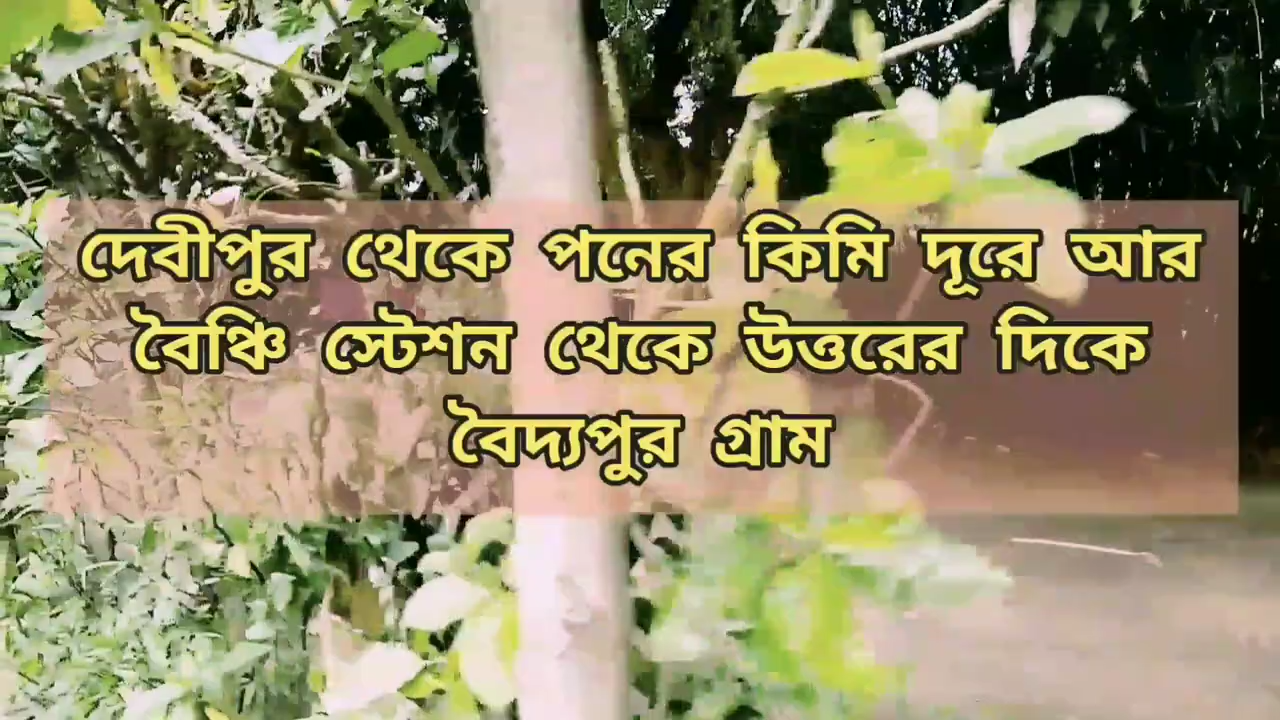 দেবীপুর থেকে পনের কিমি দূরে আর
বৈঞ্চি স্টেশন থেকে উত্তরের দিকে
বৈদ্যপুর গ্রাম